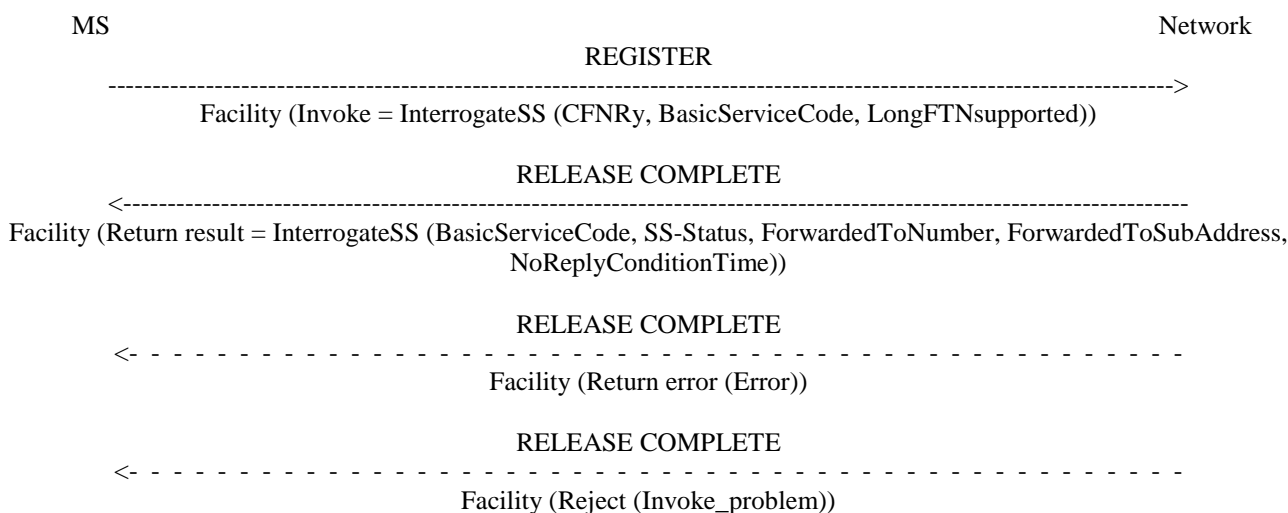 MS Network
REGISTER
------------------------------------------------------------------------------------------------------------------------>
Facility (Invoke = InterrogateSS (CFNRy, BasicServiceCode, LongFTNsupported))
RELEASE COMPLETE
<------------------------------------------------------------------------------------------------------------------------
Facility (Return result = InterrogateSS (BasicServiceCode, SS-Status, ForwardedToNumber, ForwardedToSubAddress,
NoReplyConditionTime))
RELEASE COMPLETE
<- - - - - - - - - - - - - - - - - - - - - - - - - - - - - - - - - - - - - - - - - - - - - - - - - - - - - - - - - - - -
Facility (Return error (Error))
RELEASE COMPLETE
<- - - - - - - - - - - - - - - - - - - - - - - - - - - - - - - - - - - - - - - - - - - - - - - - - - - - - - - - - - - -
Facility (Reject (Invoke_problem))